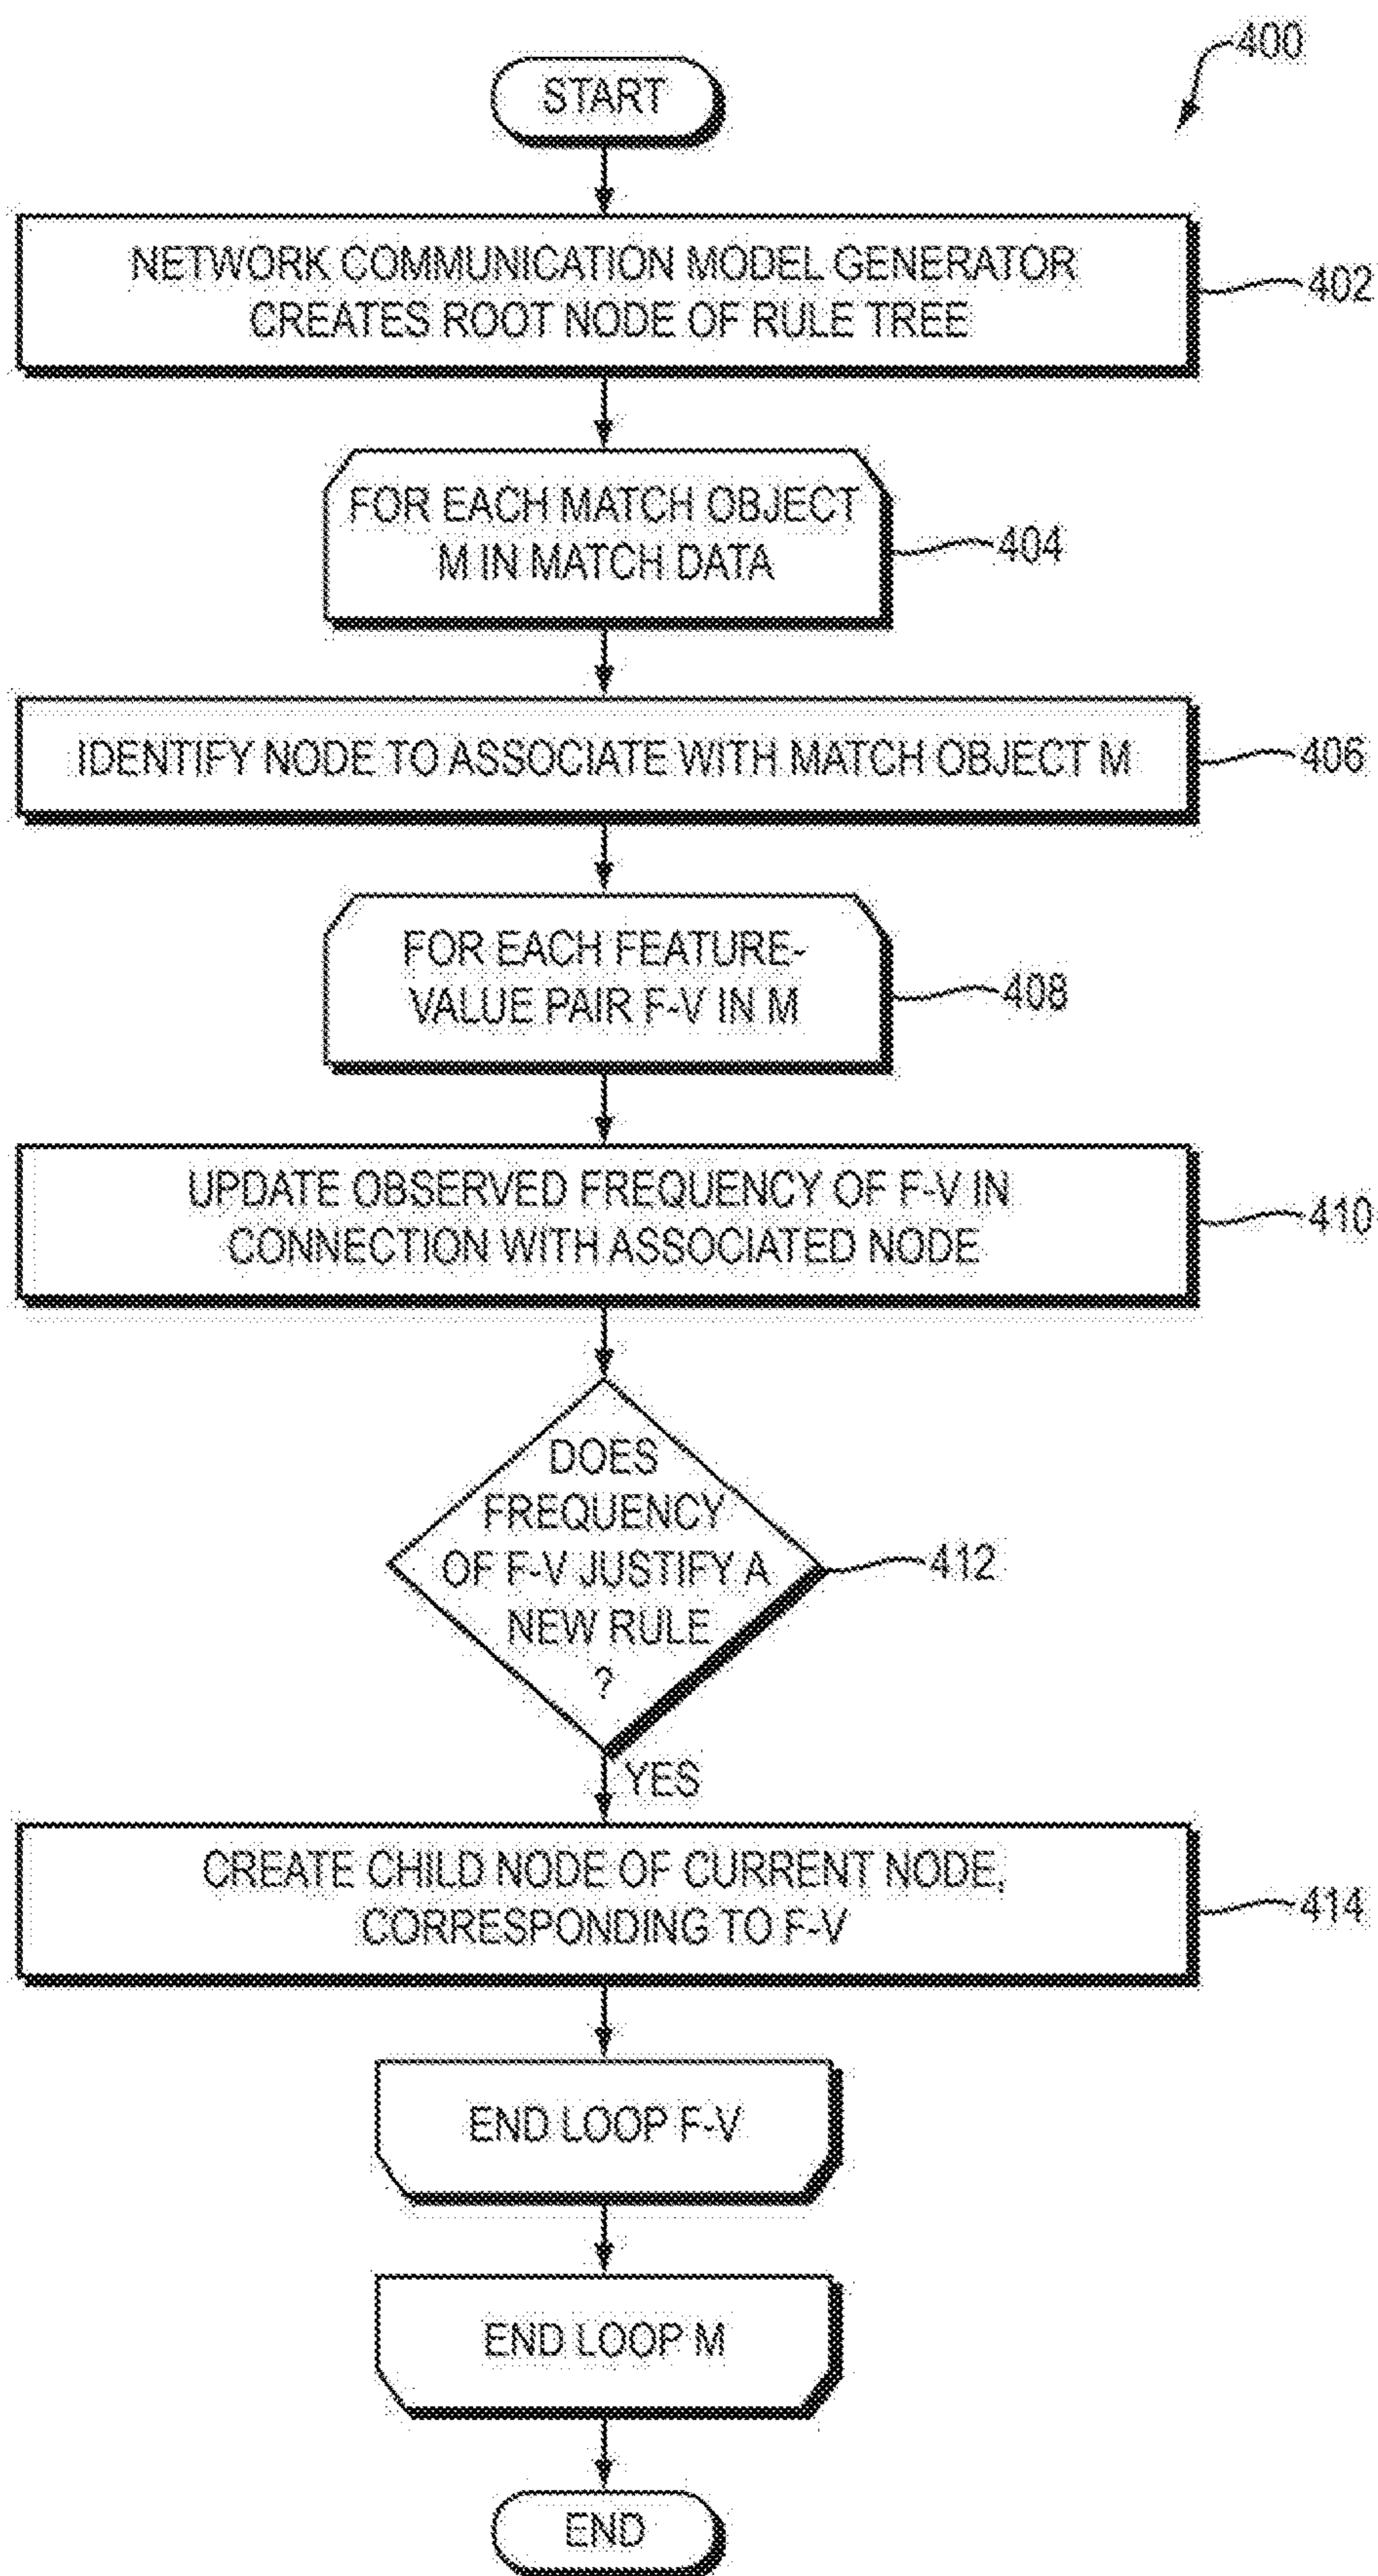 400
START
NETWORK COMMUNICATION MODEL GENERATOR
CREATES ROOT NODE OF RULE TREE
402
FOR EACH MATCH OBJECT
M IN MATCH DATA
404
IDENTIFY NODE TO ASSOCIATE WITH MATCH OBJECT M
406
FOR EACH FEATURE-
VALUE PAIR F-V IN M
408
UPDATE OBSERVED FREQUENCY OF F-V IN
CONNECTION WITH ASSOCIATED NODE
410
DOES
FREQUENCY
OF F-V JUSTIFY A
NEW RULE
?
412
YES
CREATE CHILD NODE OF CURRENT NODE,
CORRESPONDING TO F-V
414
END LOOP F-V
END LOOP M
END